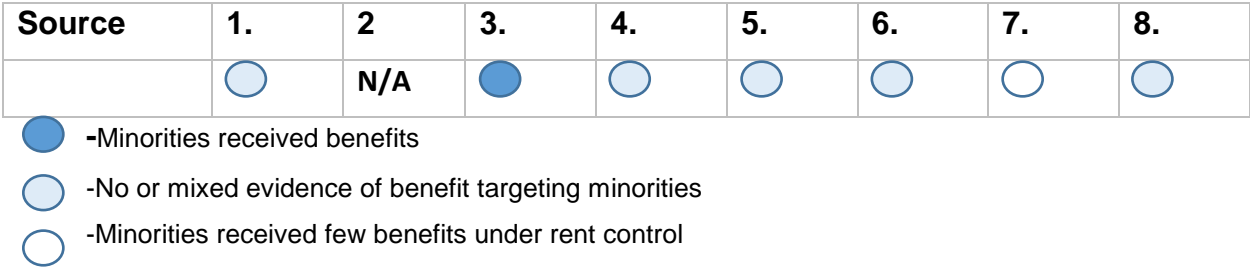 Source 1. 2 3. 4. 5. 6. 7. 8.
N/A
-Minorities received benefits
-No or mixed evidence of benefit targeting minorities
-Minorities received few benefits under rent control